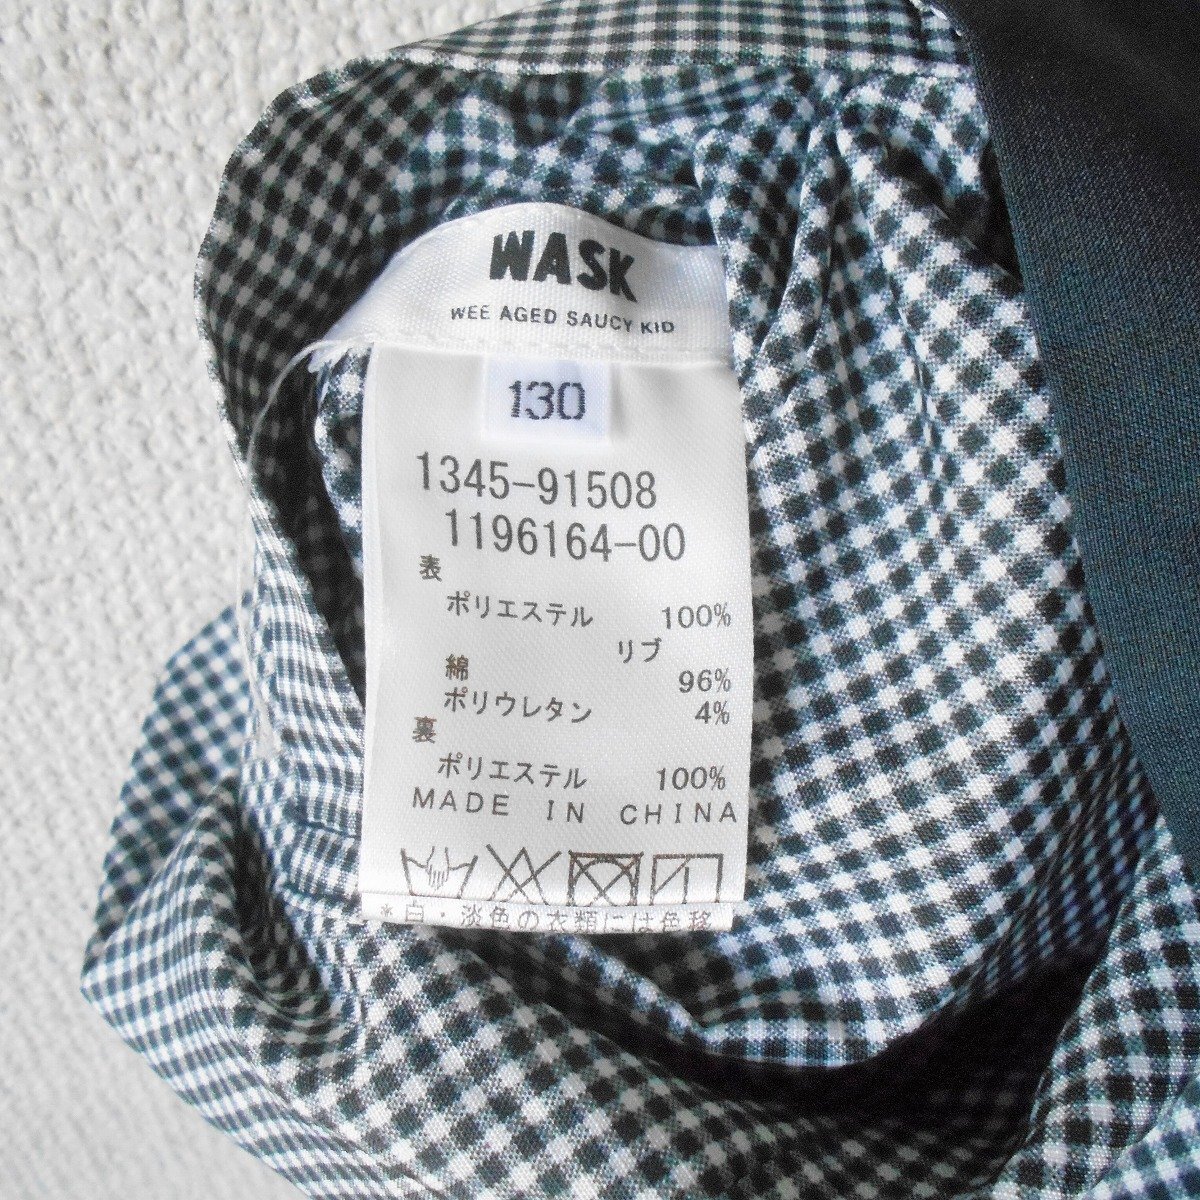 WASK
WEE AGED SAUCY KID
130
1345-91508
1196164-00
表
ポリエステル 100%
リブ
綿 96%
ポリウレタン 4%
裏
ポリエステル 100%
MADE IN CHINA
*白・淡色の衣類には色移